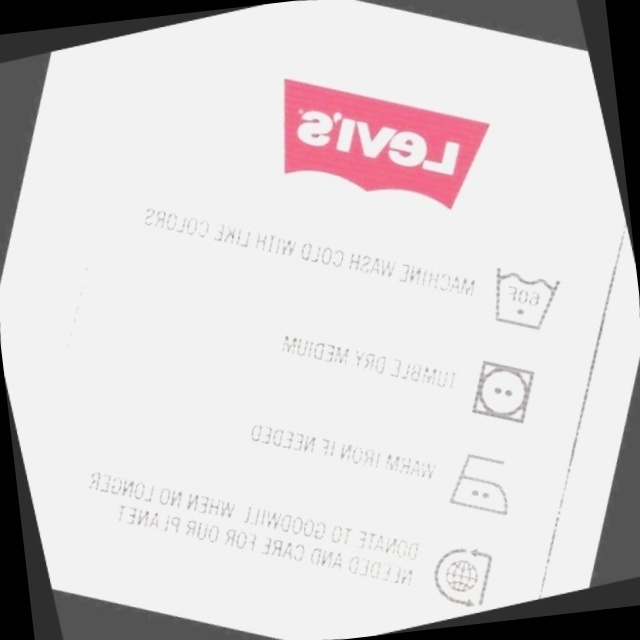 Levi's
60F
MACHINE WASH COLD WITH LIKE COLORS
TUMBLE DRY MEDIUM
WARM IRON IF NEEDED
DONATE TO GOODWILL WHEN NO LONGER
NEEDED AND CARE FOR OUR PLANET